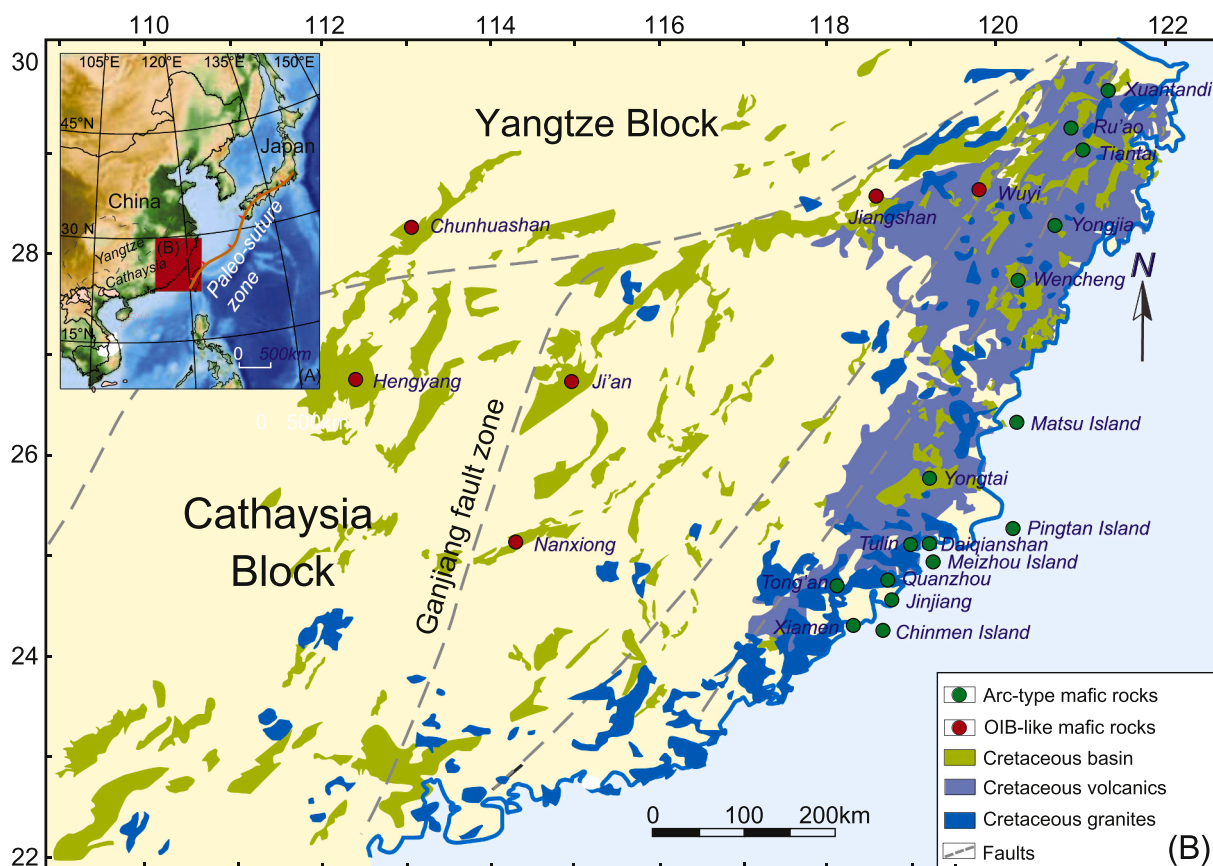 110 112 114 116 118 120 122
30
28
26
24
22
105°E 120°E 135°E 150°E
45°N
Japan
China
30 N
(B)
Yangtze
Cathaysia
Paleo-suture
zone
15°N
0 500km
(A)
0 500km
Yangtze Block
Xuantandi
Ru'ao
Tiantai
Wuyi
Jiangshan
Yongjia
Chunhuashan
Wencheng
N
Hengyang
Ji'an
Matsu Island
Ganjiang fault zone
Yongtai
Cathaysia
Block
Pingtan Island
Nanxiong
Tulin
Daiqianshan
Meizhou Island
Tong'an
Quanzhou
Jinjiang
Xiamen
Chinmen Island
Arc-type mafic rocks
OIB-like mafic rocks
Cretaceous basin
Cretaceous volcanics
Cretaceous granites
Faults
0 100 200km
(B)